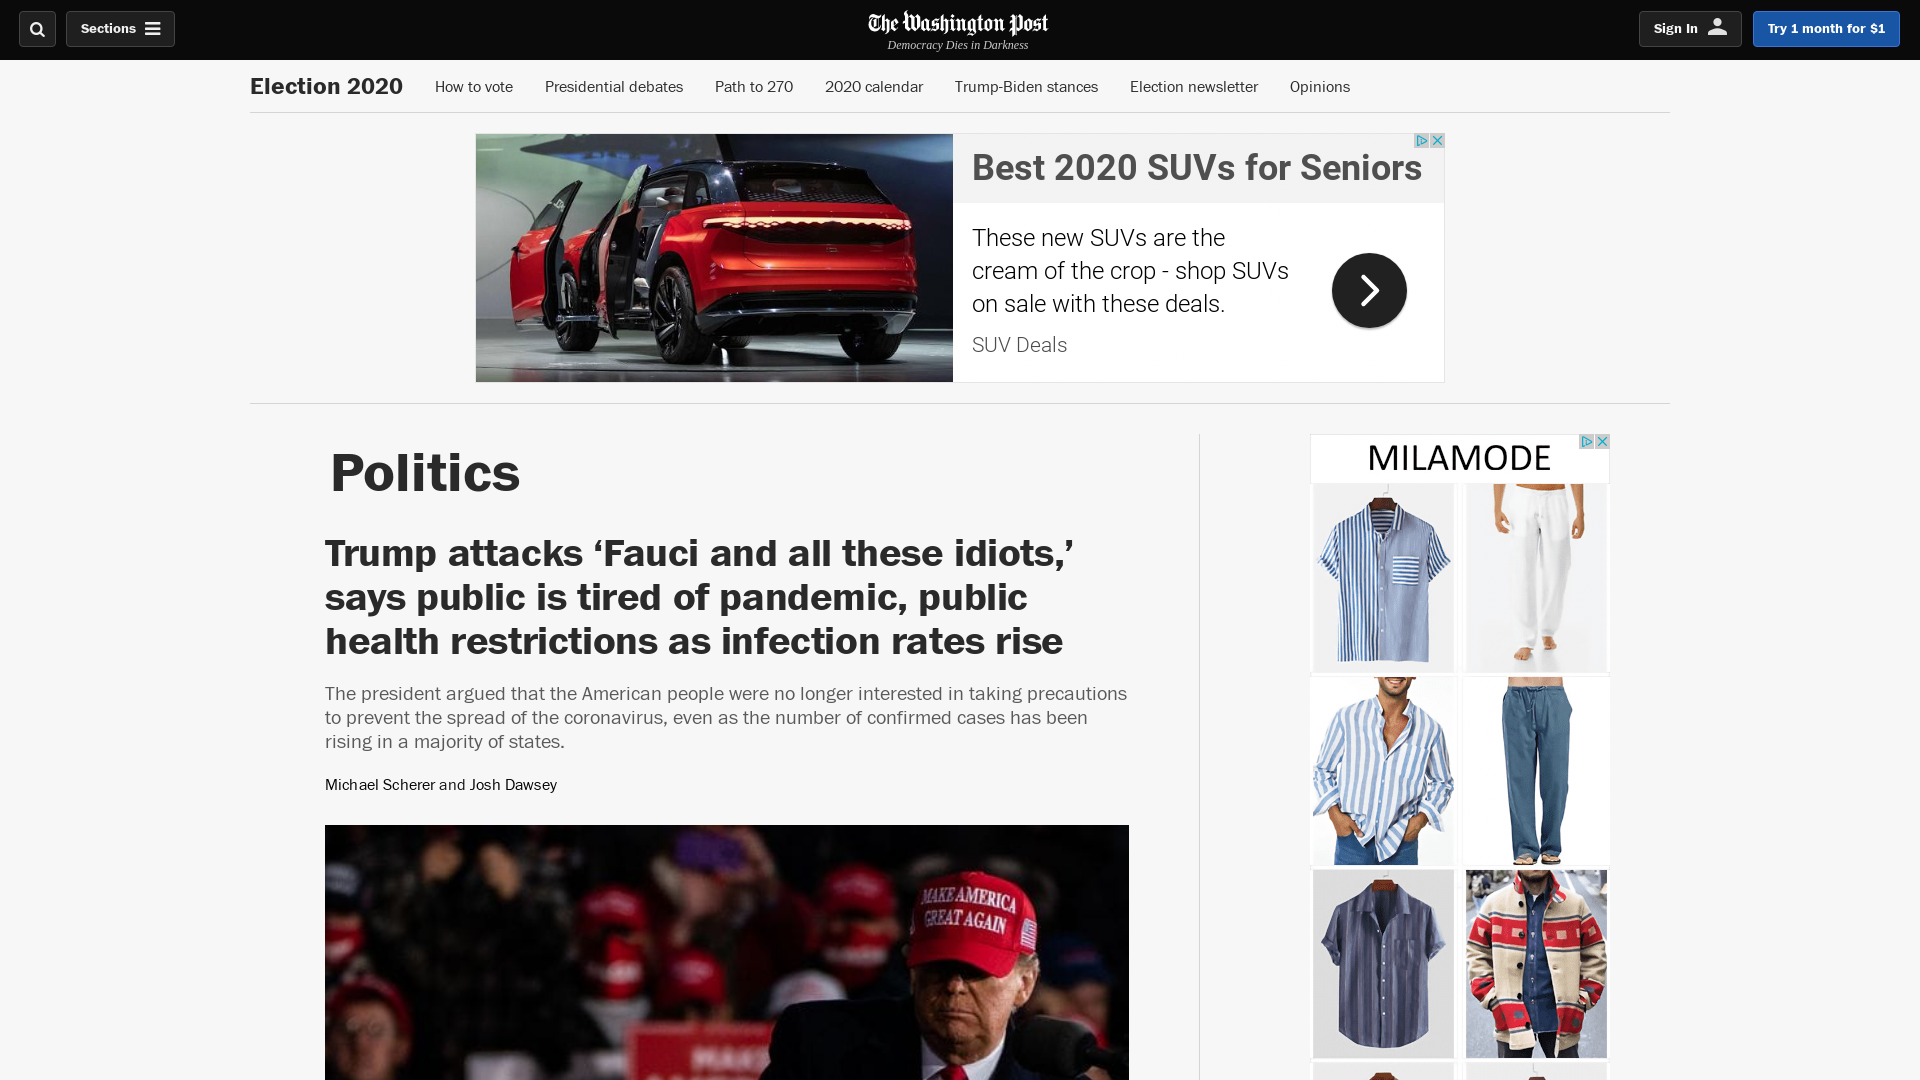 Sections
The Washington Post
Democracy Dies in Darkness
Sign In
Try 1 month for $1
Election 2020
How to vote
Presidential debates
Path to 270
2020 calendar
Trump-Biden stances
Election newsletter
Opinions
Best 2020 SUVs for Seniors
These new SUVs are the
cream of the crop - shop SUVs
on sale with these deals.
SUV Deals
Politics
Trump attacks ‘Fauci and all these idiots,’
says public is tired of pandemic, public
health restrictions as infection rates rise
The president argued that the American people were no longer interested in taking precautions
to prevent the spread of the coronavirus, even as the number of confirmed cases has been
rising in a majority of states.
Michael Scherer and Josh Dawsey
MAKE AMERICA
GREAT AGAIN
MAKE
MILAMODE